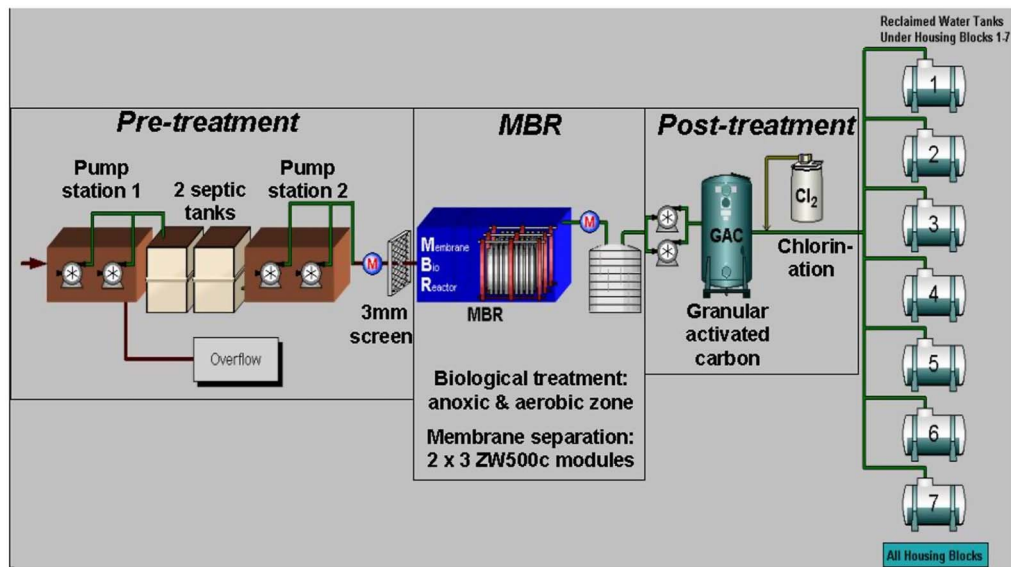 Reclaimed Water Tanks
Under Housing Blocks 1-7
Pre-treatment
MBR
Post-treatment
Pump
station 1
2 septic
tanks
Pump
station 2
M
3mm
screen
Overflow
Membrane
Bio
Reactor
MBR
M
Biological treatment:
anoxic & aerobic zone
Membrane separation:
2 x 3 ZW500c modules
GAC
Granular
activated
carbon
Cl2
Chlorin-
ation
1
2
3
4
5
6
7
All Housing Blocks